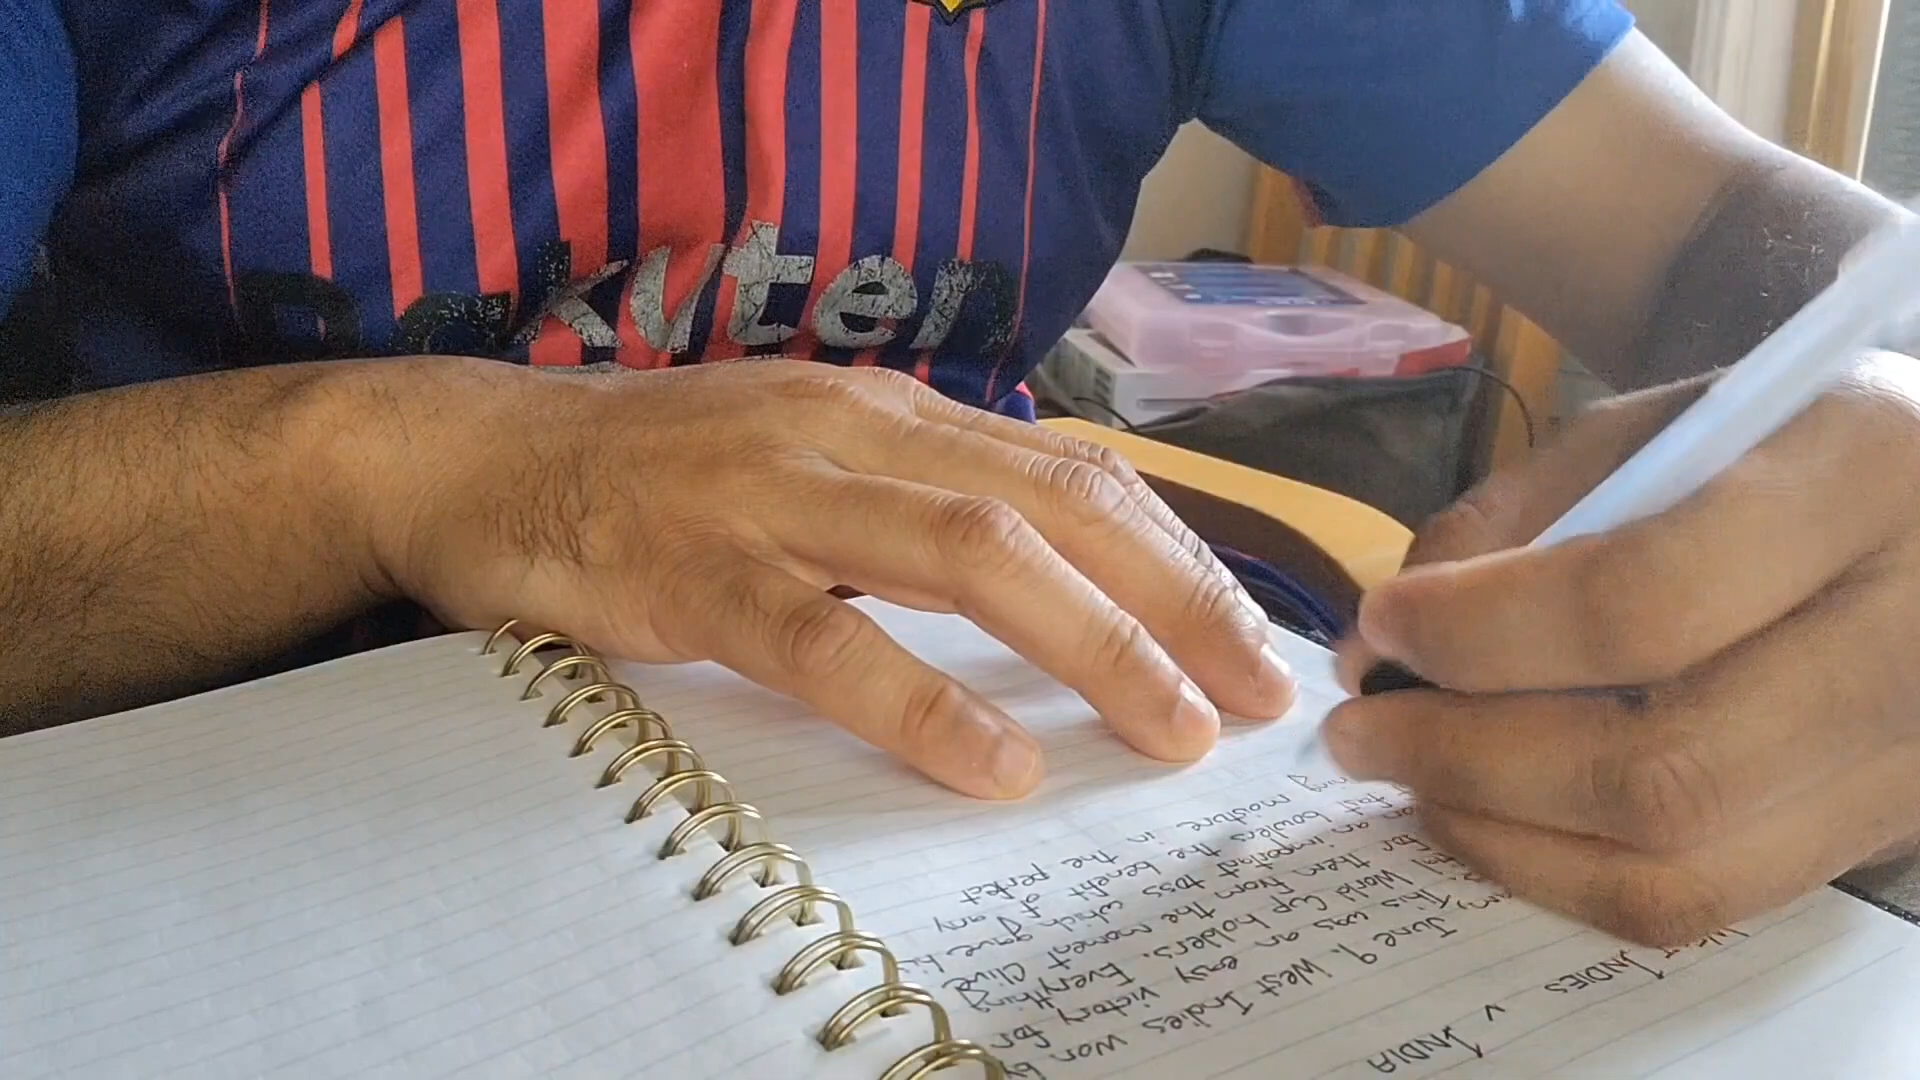 Rakuten
WEST INDIES v INDIA
June 9. West Indies won by
This was an easy victory for
World Cup holders. Everything
for them from the moment Clive
an important toss which gave his
fast bowlers the benefit of any
moisture in the perfect